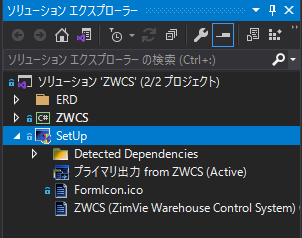 ソリューション エクスプローラー
ソリューション エクスプローラー の検索 (Ctrl+:)
ソリューション 'ZWCS' (2/2 プロジェクト)
ERD
C# ZWCS
SetUp
Detected Dependencies
プライマリ出力 from ZWCS (Active)
FormIcon.ico
ZWCS (ZimVie Warehouse Control System)